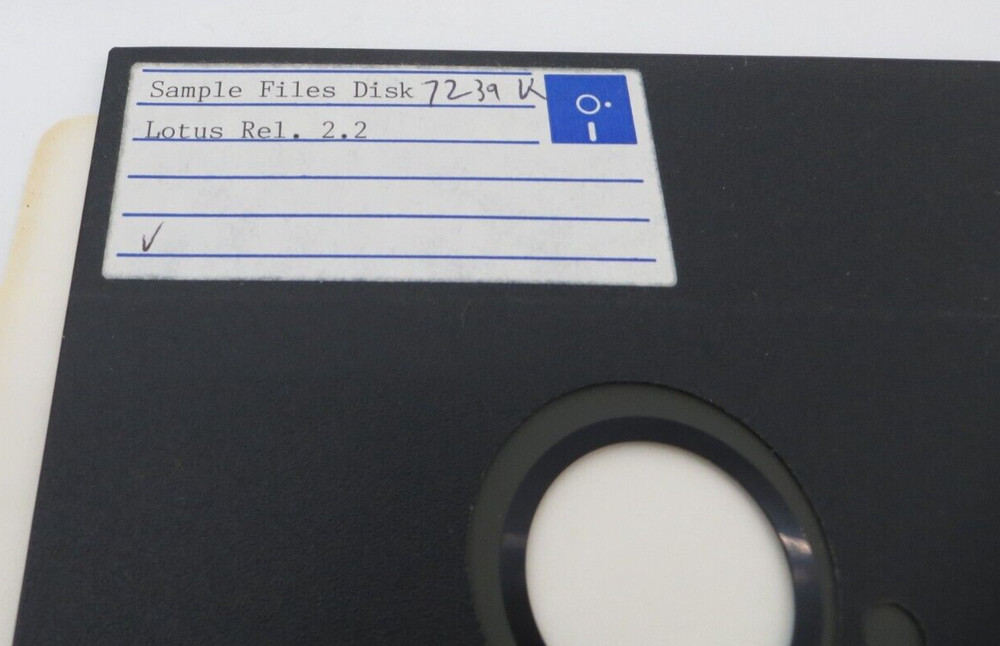 Sample Files Disk 7239 K
Lotus Rel. 2.2
✓